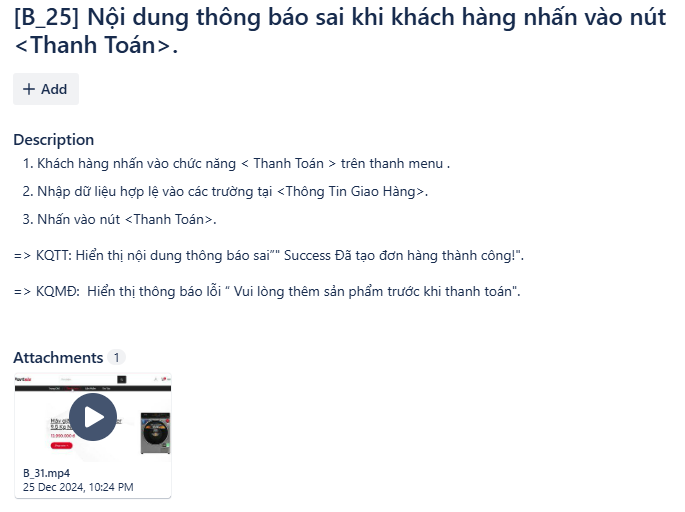 [B_25] Nội dung thông báo sai khi khách hàng nhấn vào nút
<Thanh Toán>.
+ Add
Description
1. Khách hàng nhấn vào chức năng < Thanh Toán > trên thanh menu .
2. Nhập dữ liệu hợp lệ vào các trường tại <Thông Tin Giao Hàng>.
3. Nhấn vào nút <Thanh Toán>.
=> KQTT: Hiển thị nội dung thông báo sai”" Success Đã tạo đơn hàng thành công!".
=> KQMĐ:  Hiển thị thông báo lỗi “ Vui lòng thêm sản phẩm trước khi thanh toán".
Attachments 1
B_31.mp4
25 Dec 2024, 10:24 PM